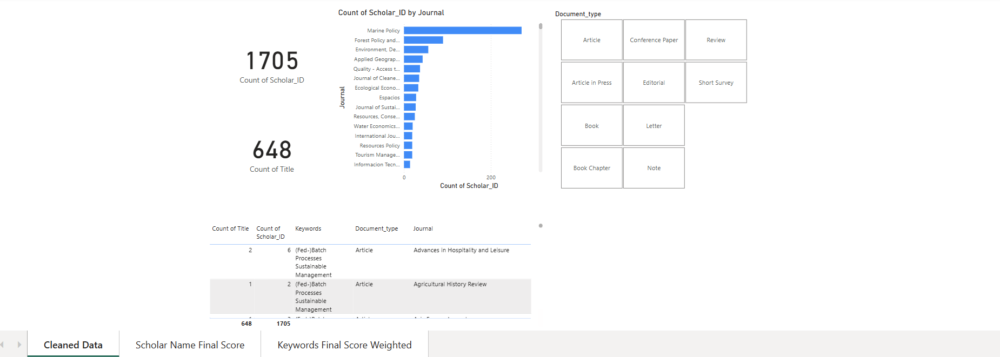 1705
Count of Scholar_ID
648
Count of Title
Count of Scholar_ID by Journal
Journal
Marine Policy
Forest Policy and...
Environment, De...
Applied Geograp...
Quality - Access t...
Journal of Cleane...
Ecological Econo...
Espacios
Journal of Sustai...
Resources, Conse...
Water Economics...
International Jou...
Resources Policy
Tourism Manage...
Informacion Tecn...
0 200
Count of Scholar_ID
Document_type
Article Conference Paper Review
Article in Press Editorial Short Survey
Book Letter
Book Chapter Note
Count of Title Count of Scholar_ID Keywords Document_type Journal
2 6 (Fed-)Batch Article Advances in Hospitality and Leisure
Processes
Sustainable
Management
1 2 (Fed-)Batch Article Agricultural History Review
Processes
Sustainable
Management
648 1705
Cleaned Data Scholar Name Final Score Keywords Final Score Weighted